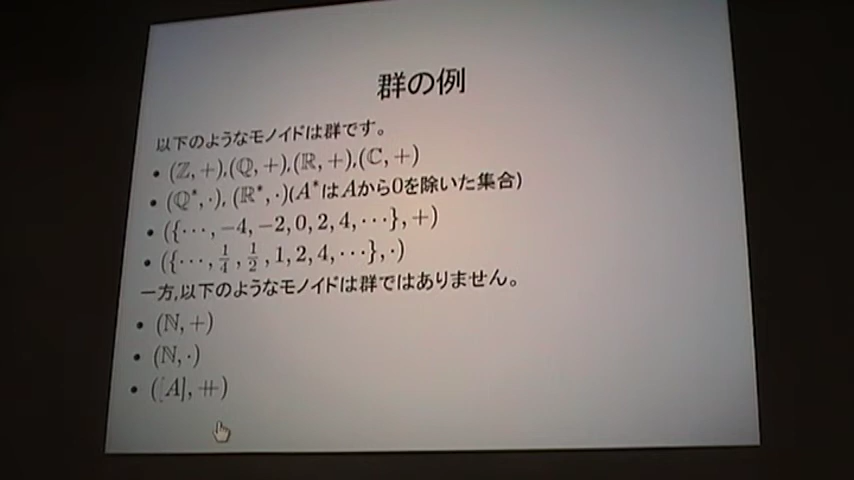 群の例
以下のようなモノイドは群です。
• (ℤ, +),(ℚ, +),(ℝ, +),(ℂ, +)
• (ℚ*, ·), (ℝ*, ·)(A*はAから0を除いた集合)
• ({···, −4, −2, 0, 2, 4, ···}, +)
• ({···, 1/4, 1/2, 1, 2, 4, ···}, ·)
一方,以下のようなモノイドは群ではありません。
• (ℕ, +)
• (ℕ, ·)
• ([A], ⧺)